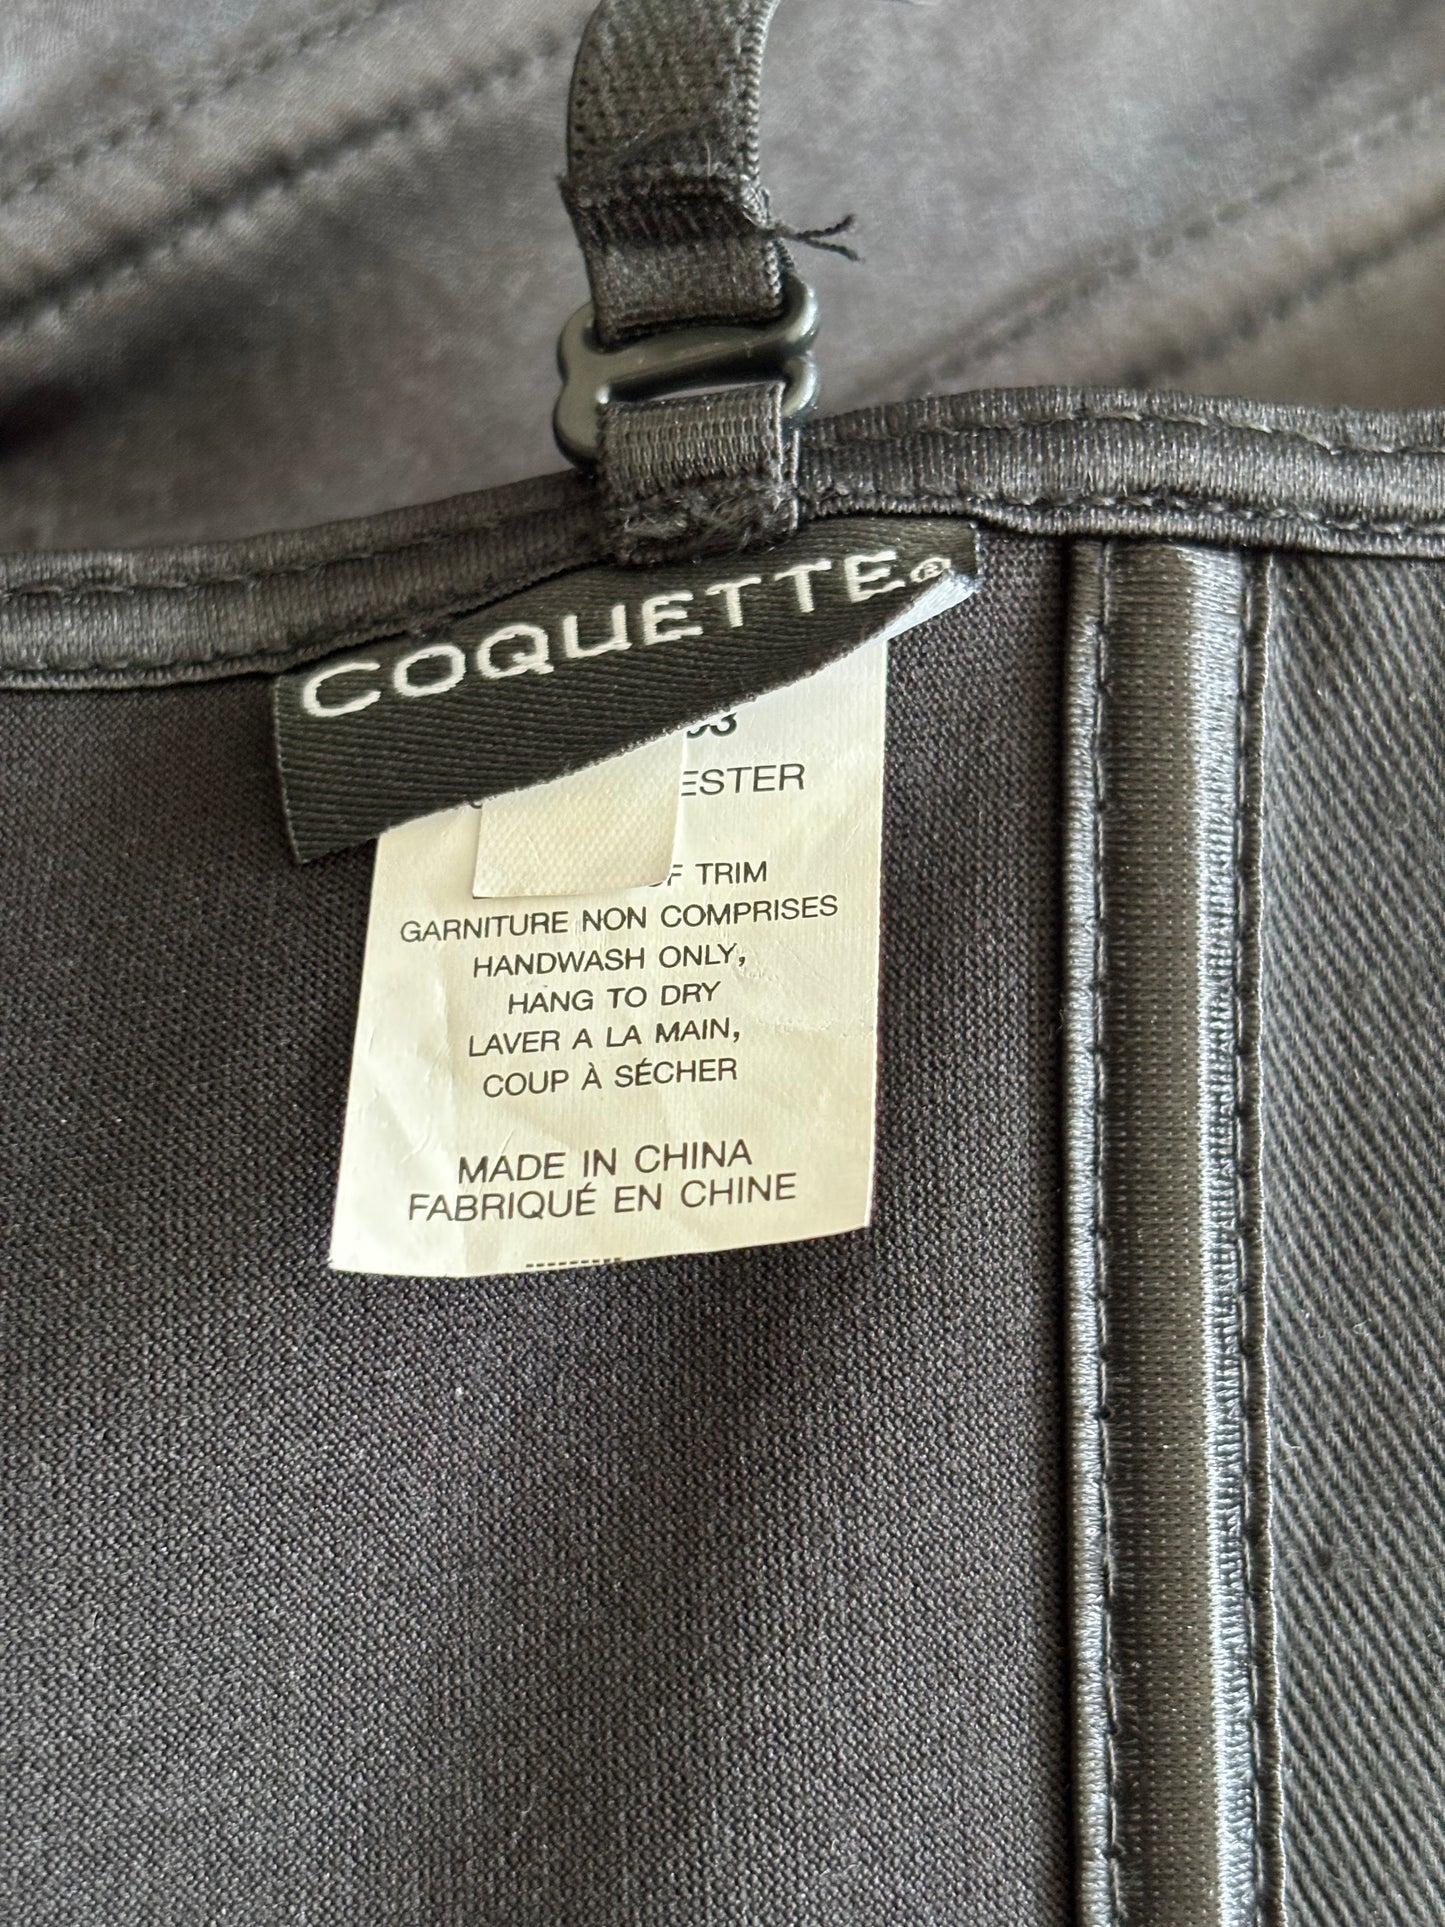 COQUETTE®
TRIM
GARNITURE NON COMPRISES
HANDWASH ONLY,
HANG TO DRY
LAVER A LA MAIN,
COUP À SÉCHER
MADE IN CHINA
FABRIQUÉ EN CHINE